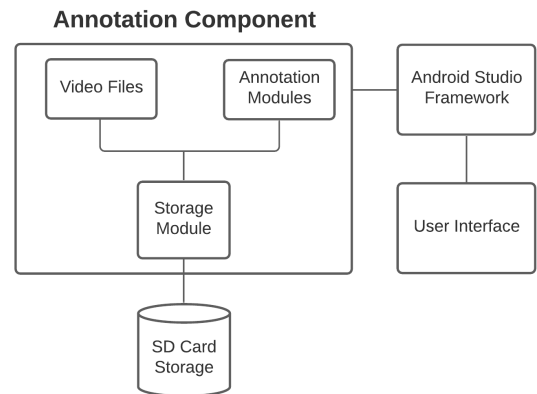 Annotation Component
Video Files
Annotation
Modules
Android Studio
Framework
Storage
Module
User Interface
SD Card
Storage